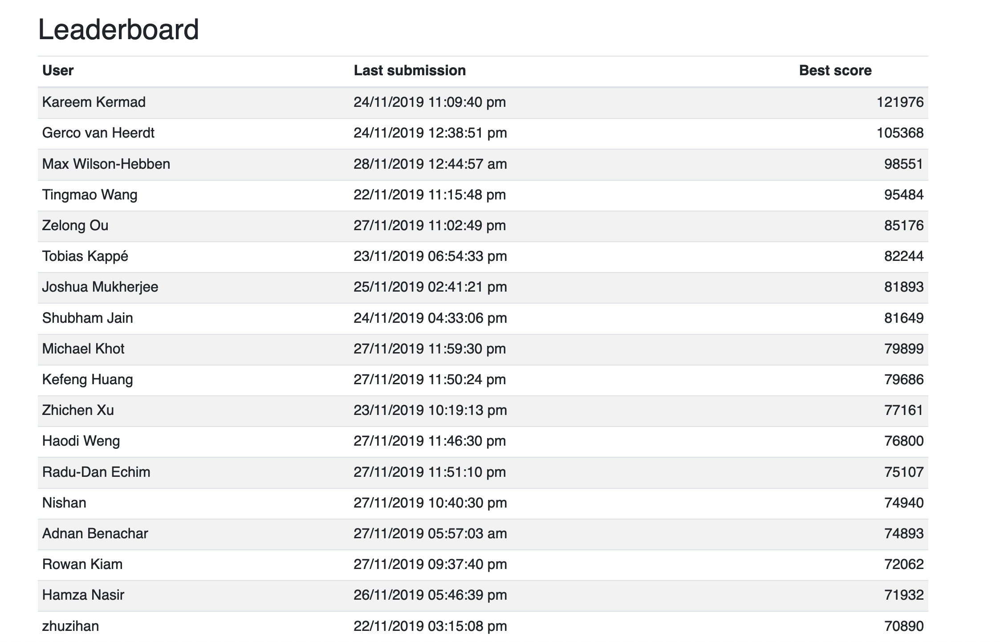 Leaderboard
User Last submission Best score
Kareem Kermad 24/11/2019 11:09:40 pm 121976
Gerco van Heerdt 24/11/2019 12:38:51 pm 105368
Max Wilson-Hebben 28/11/2019 12:44:57 am 98551
Tingmao Wang 22/11/2019 11:15:48 pm 95484
Zelong Ou 27/11/2019 11:02:49 pm 85176
Tobias Kappé 23/11/2019 06:54:33 pm 82244
Joshua Mukherjee 25/11/2019 02:41:21 pm 81893
Shubham Jain 24/11/2019 04:33:06 pm 81649
Michael Khot 27/11/2019 11:59:30 pm 79899
Kefeng Huang 27/11/2019 11:50:24 pm 79686
Zhichen Xu 23/11/2019 10:19:13 pm 77161
Haodi Weng 27/11/2019 11:46:30 pm 76800
Radu-Dan Echim 27/11/2019 11:51:10 pm 75107
Nishan 27/11/2019 10:40:30 pm 74940
Adnan Benachar 27/11/2019 05:57:03 am 74893
Rowan Kiam 27/11/2019 09:37:40 pm 72062
Hamza Nasir 26/11/2019 05:46:39 pm 71932
zhuzihan 22/11/2019 03:15:08 pm 70890